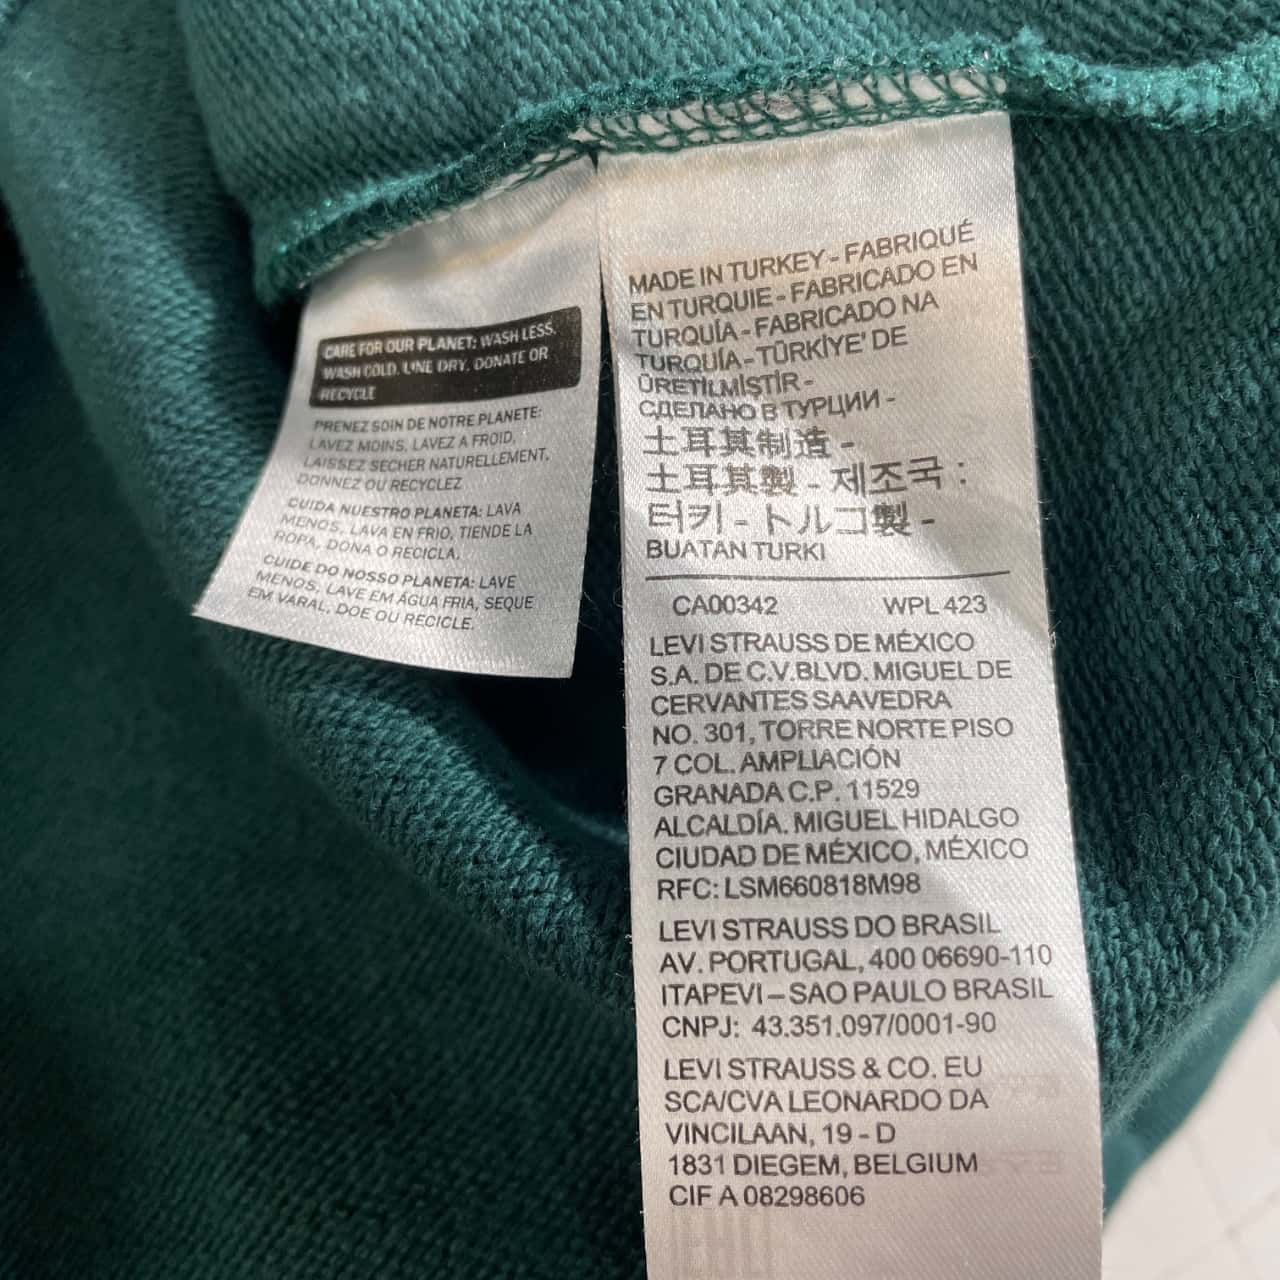 CARE FOR OUR PLANET: WASH LESS,
WASH COLD, LINE DRY, DONATE OR
RECYCLE
PRENEZ SOIN DE NOTRE PLANETE:
LAVEZ MOINS, LAVEZ A FROID,
LAISSEZ SECHER NATURELLEMENT,
DONNEZ OU RECYCLEZ
CUIDA NUESTRO PLANETA: LAVA
MENOS, LAVA EN FRIO, TIENDE LA
ROPA, DONA O RECICLA.
CUIDE DO NOSSO PLANETA: LAVE
MENOS, LAVE EM ÁGUA FRIA, SEQUE
EM VARAL, DOE OU RECICLE.
MADE IN TURKEY - FABRIQUÉ
EN TURQUIE - FABRICADO EN
TURQUÍA - FABRICADO NA
TURQUÍA - TÜRKİYE' DE
ÜRETİLMİŞTİR -
СДЕЛАНО В ТУРЦИИ -
土耳其制造 -
土耳其製 - 제조국 :
터키 - トルコ製 -
BUATAN TURKI
CA00342 WPL 423
LEVI STRAUSS DE MÉXICO
S.A. DE C.V.BLVD. MIGUEL DE
CERVANTES SAAVEDRA
NO. 301, TORRE NORTE PISO
7 COL. AMPLIACIÓN
GRANADA C.P. 11529
ALCALDÍA. MIGUEL HIDALGO
CIUDAD DE MÉXICO, MÉXICO
RFC: LSM660818M98
LEVI STRAUSS DO BRASIL
AV. PORTUGAL, 400 06690-110
ITAPEVI – SAO PAULO BRASIL
CNPJ: 43.351.097/0001-90
LEVI STRAUSS & CO. EU
SCA/CVA LEONARDO DA
VINCILAAN, 19 - D
1831 DIEGEM, BELGIUM
CIF A 08298606